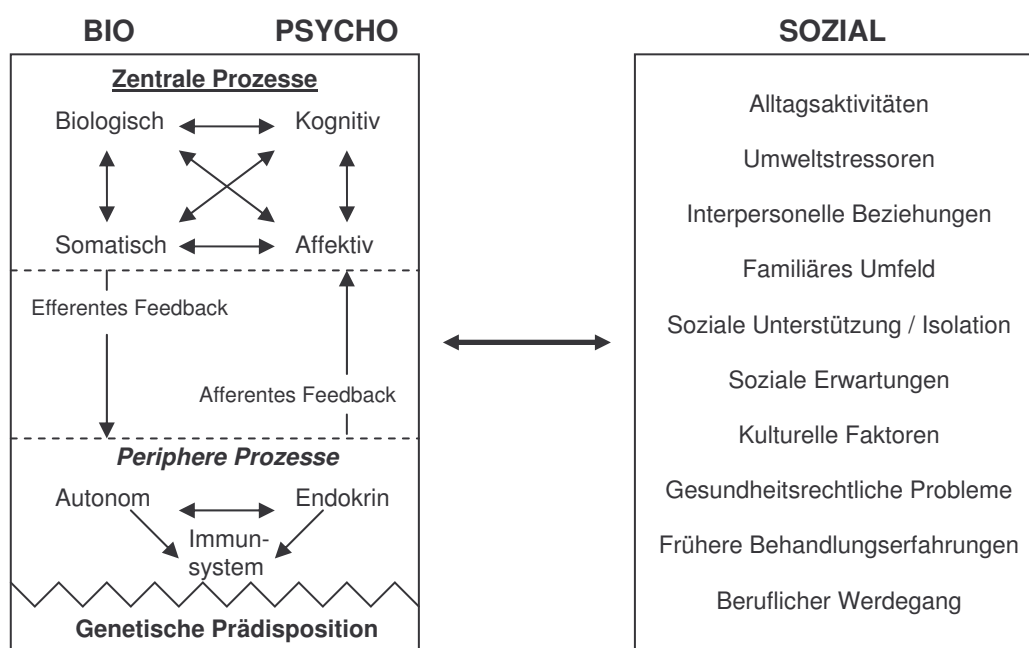 BIO PSYCHO
Zentrale Prozesse
Biologisch Kognitiv
Somatisch Affektiv
Efferentes Feedback
Afferentes Feedback
Periphere Prozesse
Autonom Endokrin
Immun-
system
Genetische Prädisposition
SOZIAL
Alltagsaktivitäten
Umweltstressoren
Interpersonelle Beziehungen
Familiäres Umfeld
Soziale Unterstützung / Isolation
Soziale Erwartungen
Kulturelle Faktoren
Gesundheitsrechtliche Probleme
Frühere Behandlungserfahrungen
Beruflicher Werdegang